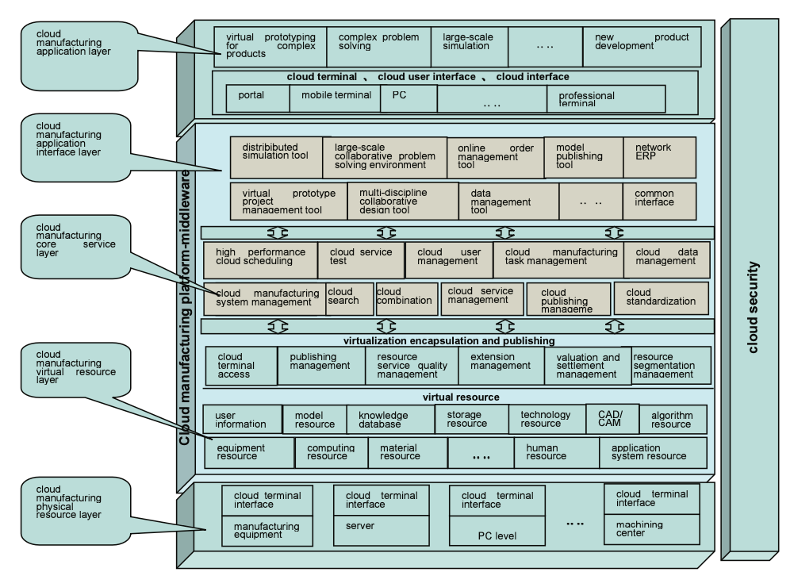 cloud
manufacturing
application layer
virtual prototyping
for complex
products
complex problem
solving
large-scale
simulation
.. ..
new product
development
cloud terminal 、 cloud user interface 、 cloud interface
portal
mobile terminal
PC
.. ..
professional
terminal
cloud
manufacturing
application
interface layer
distribibuted
simulation tool
large-scale
collaborative problem
solving environment
online order
management
tool
model
publishing
tool
network
ERP
virtual prototype
project
management tool
multi-discipline
collaborative
design tool
data
management
tool
.. ..
common
interface
cloud
manufacturing
core service
layer
high performance
cloud scheduling
cloud service
test
cloud user
management
cloud manufacturing
task management
cloud data
management
cloud manufacturing
system management
cloud
search
cloud
combination
cloud service
management
cloud
publishing
manageme
cloud
standardization
cloud
manufacturing
virtual resource
layer
virtualization encapsulation and publishing
cloud
terminal
access
publishing
management
resource
service quality
management
extension
management
valuation and
settlement
management
resource
segmentation
management
virtual resource
user
information
model
resource
knowledge
database
storage
resource
technology
resource
CAD/
CAM
algorithm
resource
equipment
resource
computing
resource
material
resource
.. ..
human
resource
application
system resource
cloud
manufacturing
physical
resource layer
cloud terminal
interface
manufacturing
equipment
cloud terminal
interface
server
cloud terminal
interface
PC level
.. ..
cloud terminal
interface
machining
center
Cloud manufacturing platform-middleware
cloud security